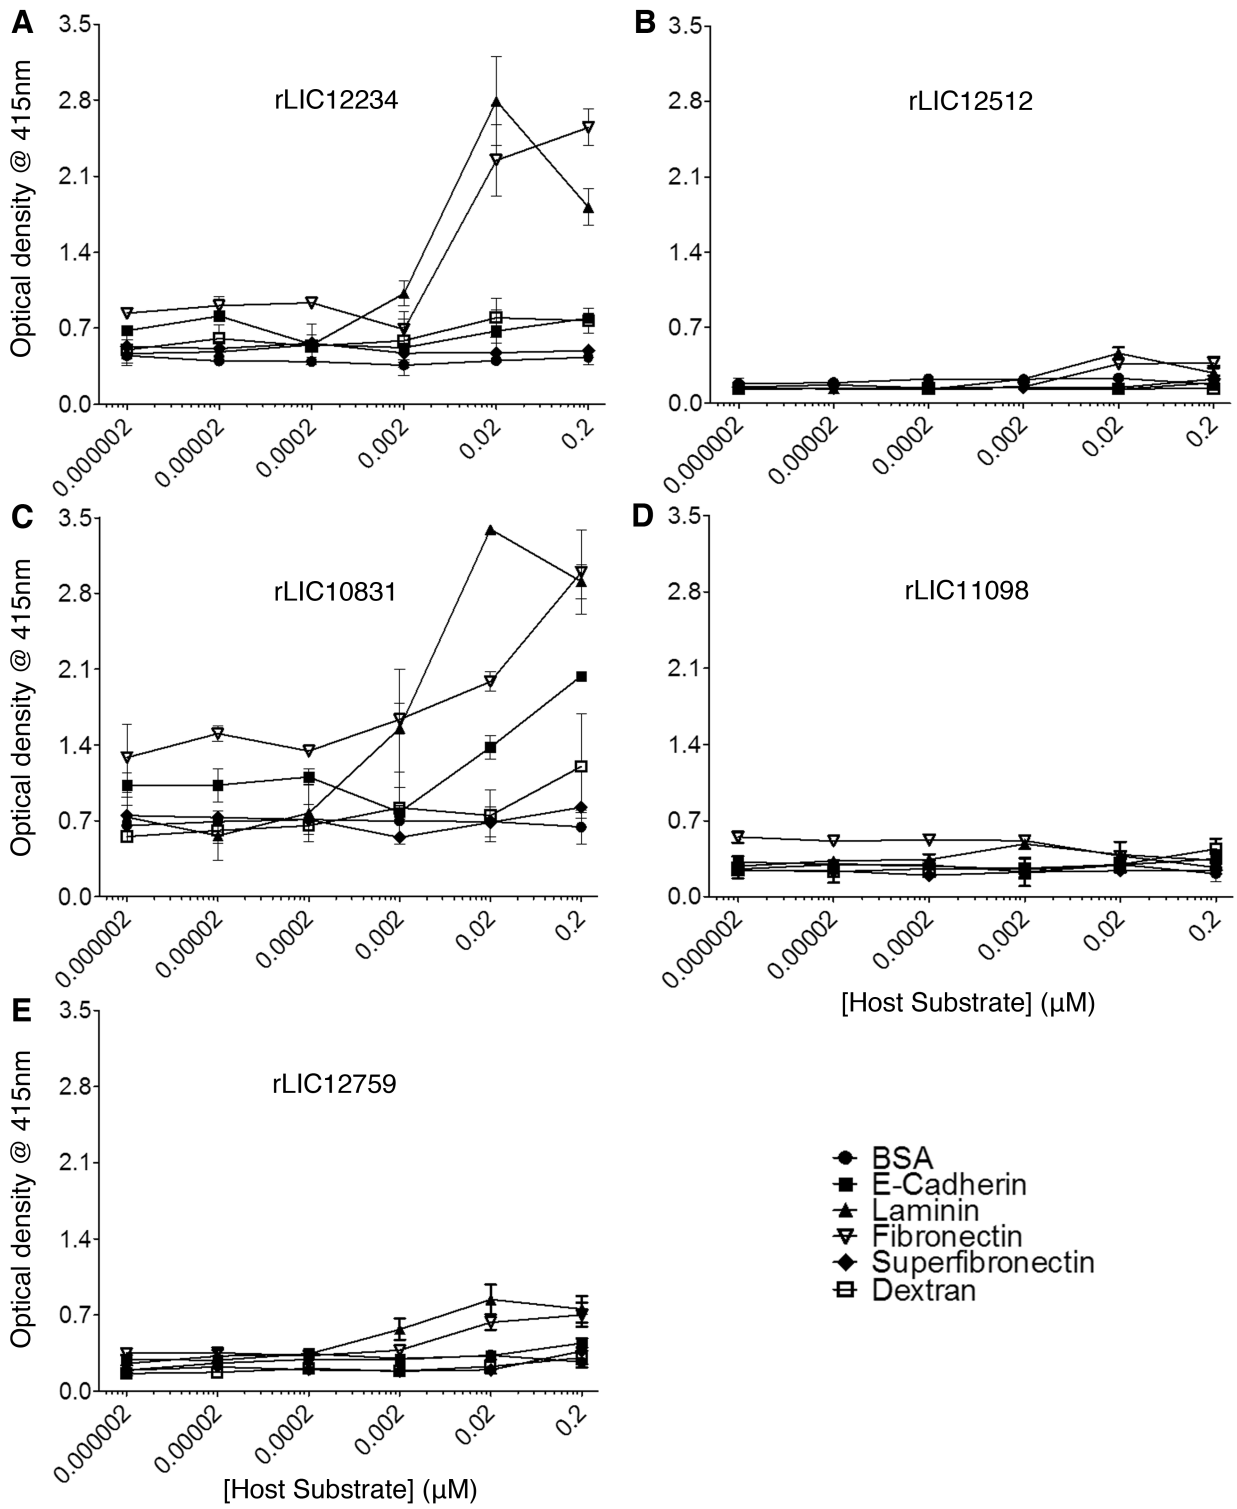 A
3.5
2.8
2.1
1.4
0.7
0.0
Optical density @ 415nm
rLIC12234
0.000002
0.00002
0.0002
0.002
0.02
0.2
B
3.5
2.8
2.1
1.4
0.7
0.0
rLIC12512
0.000002
0.00002
0.0002
0.002
0.02
0.2
C
3.5
2.8
2.1
1.4
0.7
0.0
Optical density @ 415nm
rLIC10831
0.000002
0.00002
0.0002
0.002
0.02
0.2
D
3.5
2.8
2.1
1.4
0.7
0.0
rLIC11098
0.000002
0.00002
0.0002
0.002
0.02
0.2
[Host Substrate] (µM)
E
3.5
2.8
2.1
1.4
0.7
0.0
Optical density @ 415nm
rLIC12759
0.000002
0.00002
0.0002
0.002
0.02
0.2
[Host Substrate] (µM)
BSA
E-Cadherin
Laminin
Fibronectin
Superfibronectin
Dextran